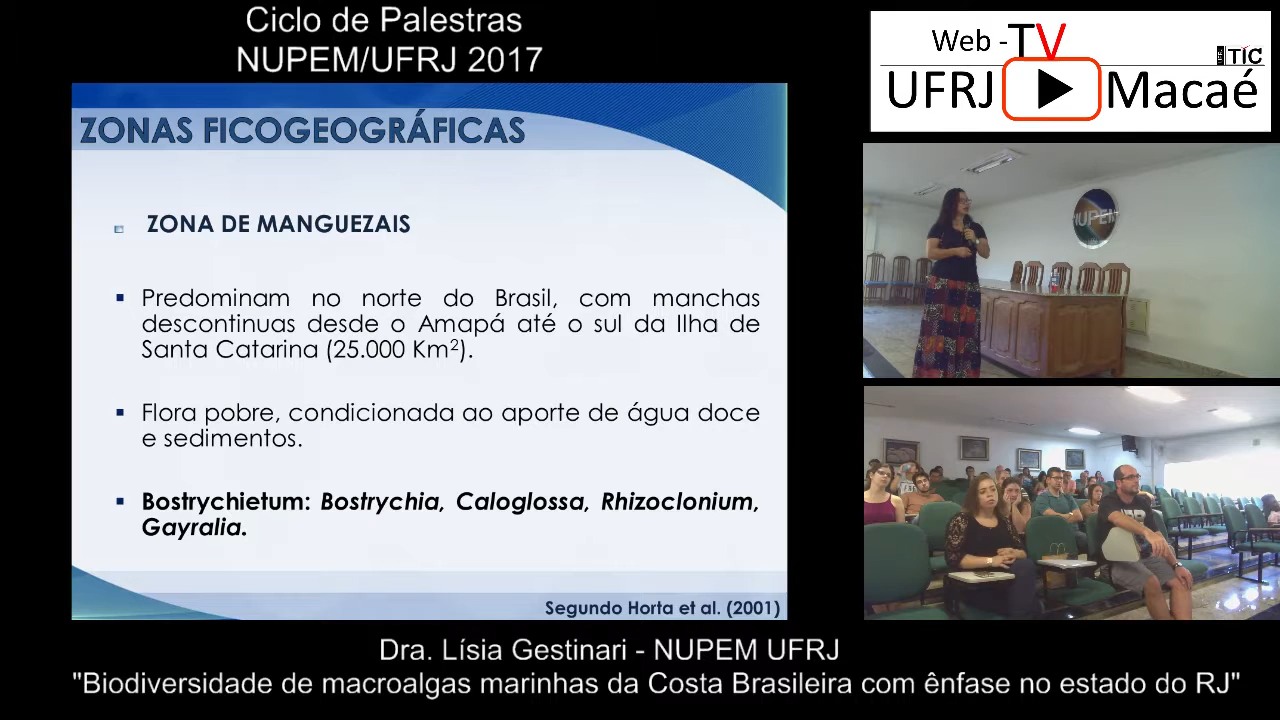 Ciclo de Palestras
NUPEM/UFRJ 2017
Web - TV
TIC
UFRJ Macaé
ZONAS FICOGEOGRÁFICAS
ZONA DE MANGUEZAIS
Predominam no norte do Brasil, com manchas
descontinuas desde o Amapá até o sul da Ilha de
Santa Catarina (25.000 Km²).
Flora pobre, condicionada ao aporte de água doce
e sedimentos.
Bostrychietum: Bostrychia, Caloglossa, Rhizoclonium,
Gayralia.
Segundo Horta et al. (2001)
NUPEM
Dra. Lísia Gestinari - NUPEM UFRJ
"Biodiversidade de macroalgas marinhas da Costa Brasileira com ênfase no estado do RJ"